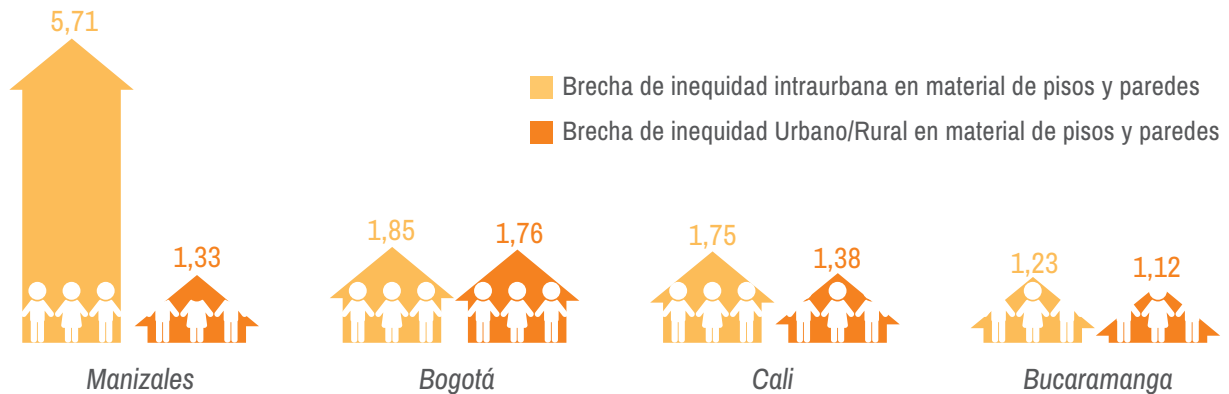 5,71
Brecha de inequidad intraurbana en material de pisos y paredes
Brecha de inequidad Urbano/Rural en material de pisos y paredes
1,33
1,85
1,76
1,75
1,38
1,23
1,12
Manizales
Bogotá
Cali
Bucaramanga